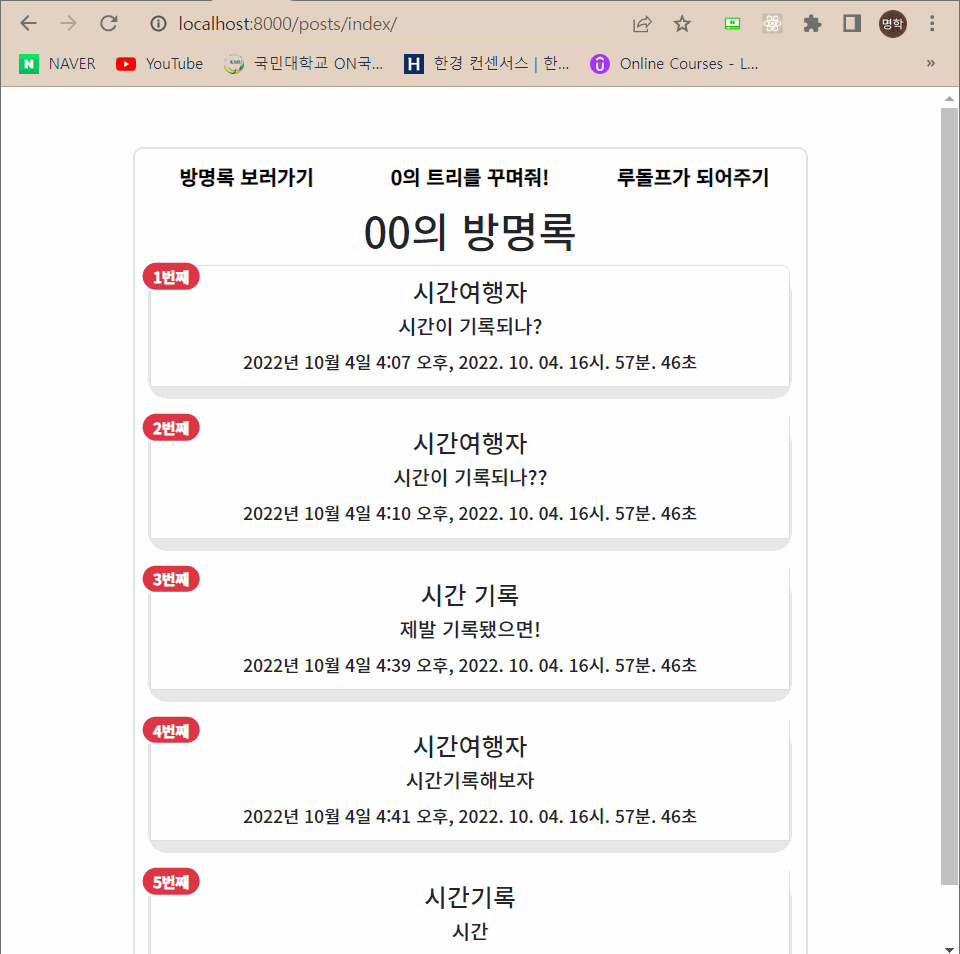 localhost:8000/posts/index/
명학
NAVER YouTube 국민대학교 ON국... 한경 컨센서스 | 한... Online Courses - L... »
방명록 보러가기 0의 트리를 꾸며줘! 루돌프가 되어주기
00의 방명록
1번째
시간여행자
시간이 기록되나?
2022년 10월 4일 4:07 오후, 2022. 10. 04. 16시. 57분. 46초
2번째
시간여행자
시간이 기록되나??
2022년 10월 4일 4:10 오후, 2022. 10. 04. 16시. 57분. 46초
3번째
시간 기록
제발 기록됐으면!
2022년 10월 4일 4:39 오후, 2022. 10. 04. 16시. 57분. 46초
4번째
시간여행자
시간기록해보자
2022년 10월 4일 4:41 오후, 2022. 10. 04. 16시. 57분. 46초
5번째
시간기록
시간